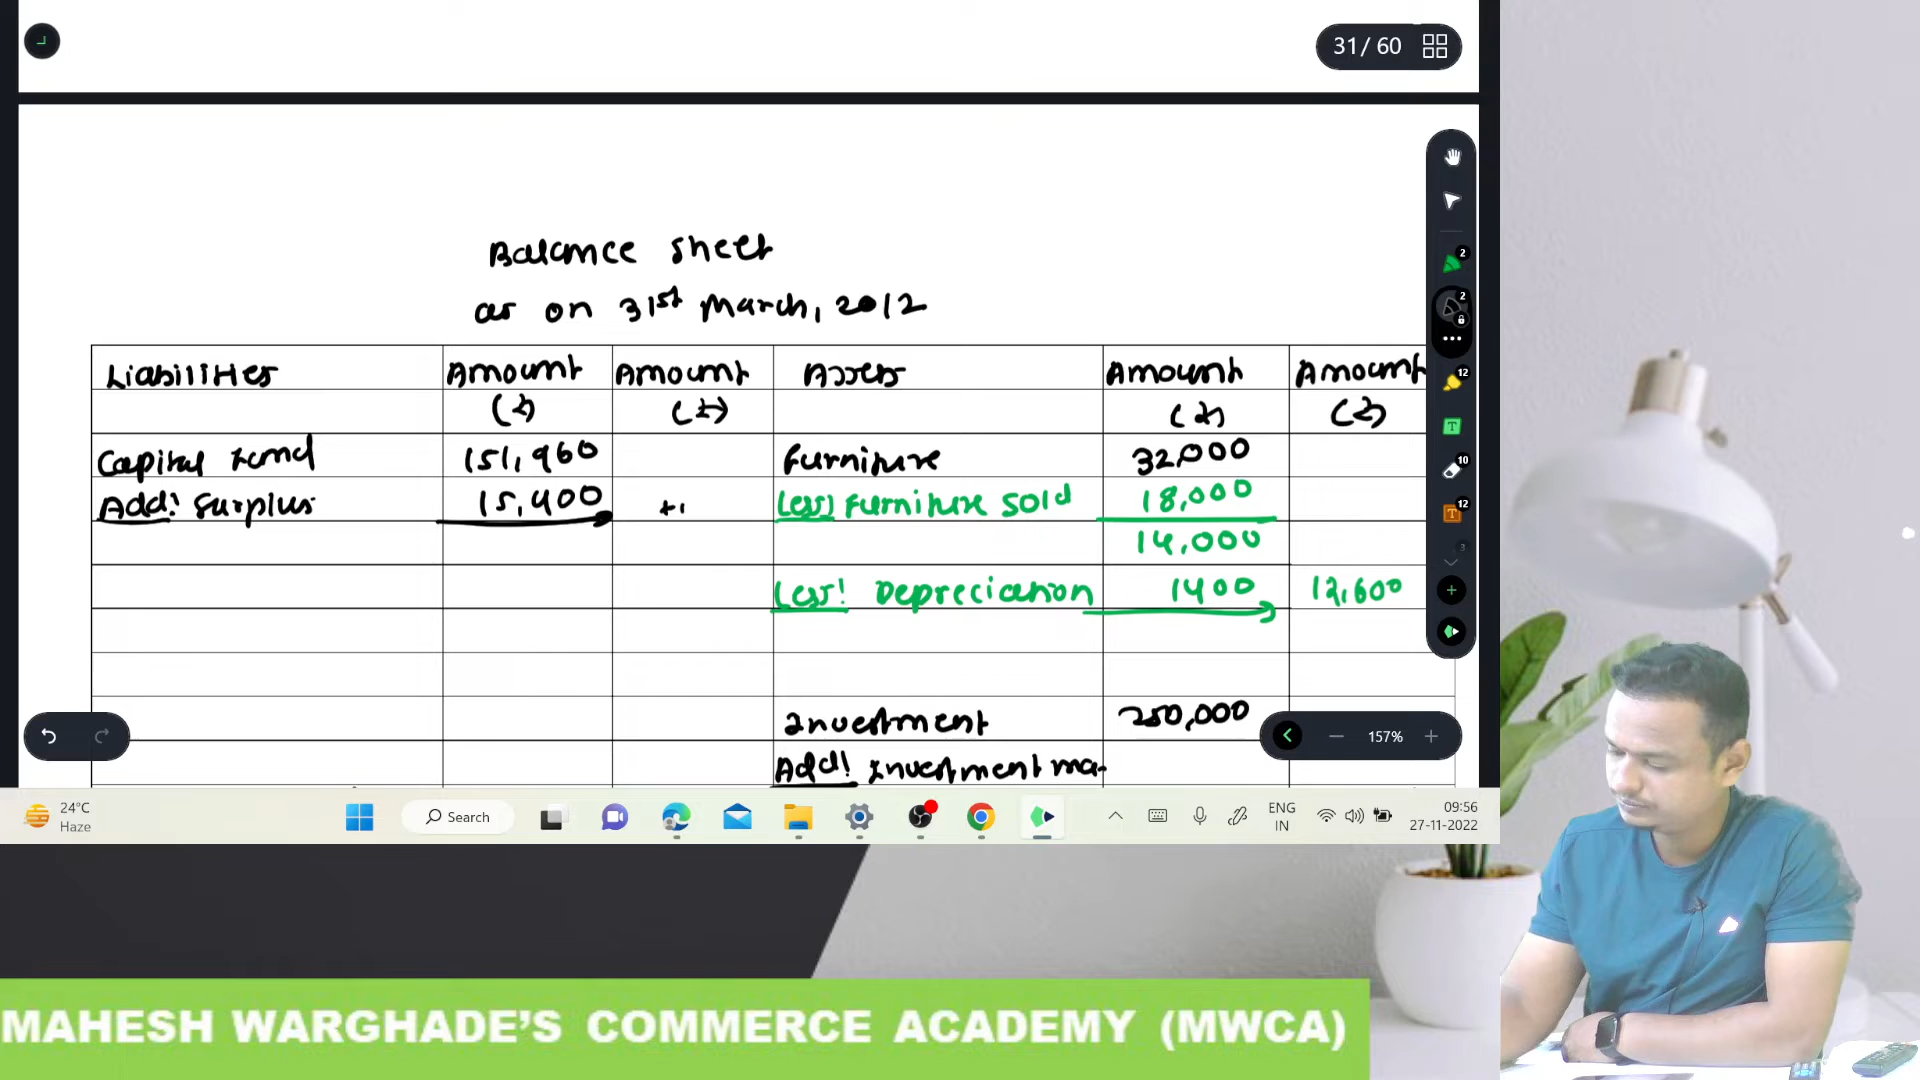 31 / 60
Balance sheet
as on 31st March, 2012
Liabilities Amount Amount Assets Amount Amount
Capital Fund 151,960 Furniture 32,000
Add: Surplus 15,400 Less: Furniture sold 18,000
14,000
Less: Depreciation 1400 12,600
Investment
Add: Investment ma-
157%
24°C
Haze
Search
ENG
IN
09:56
27-11-2022
MAHESH WARGHADE'S COMMERCE ACADEMY (MWCA)